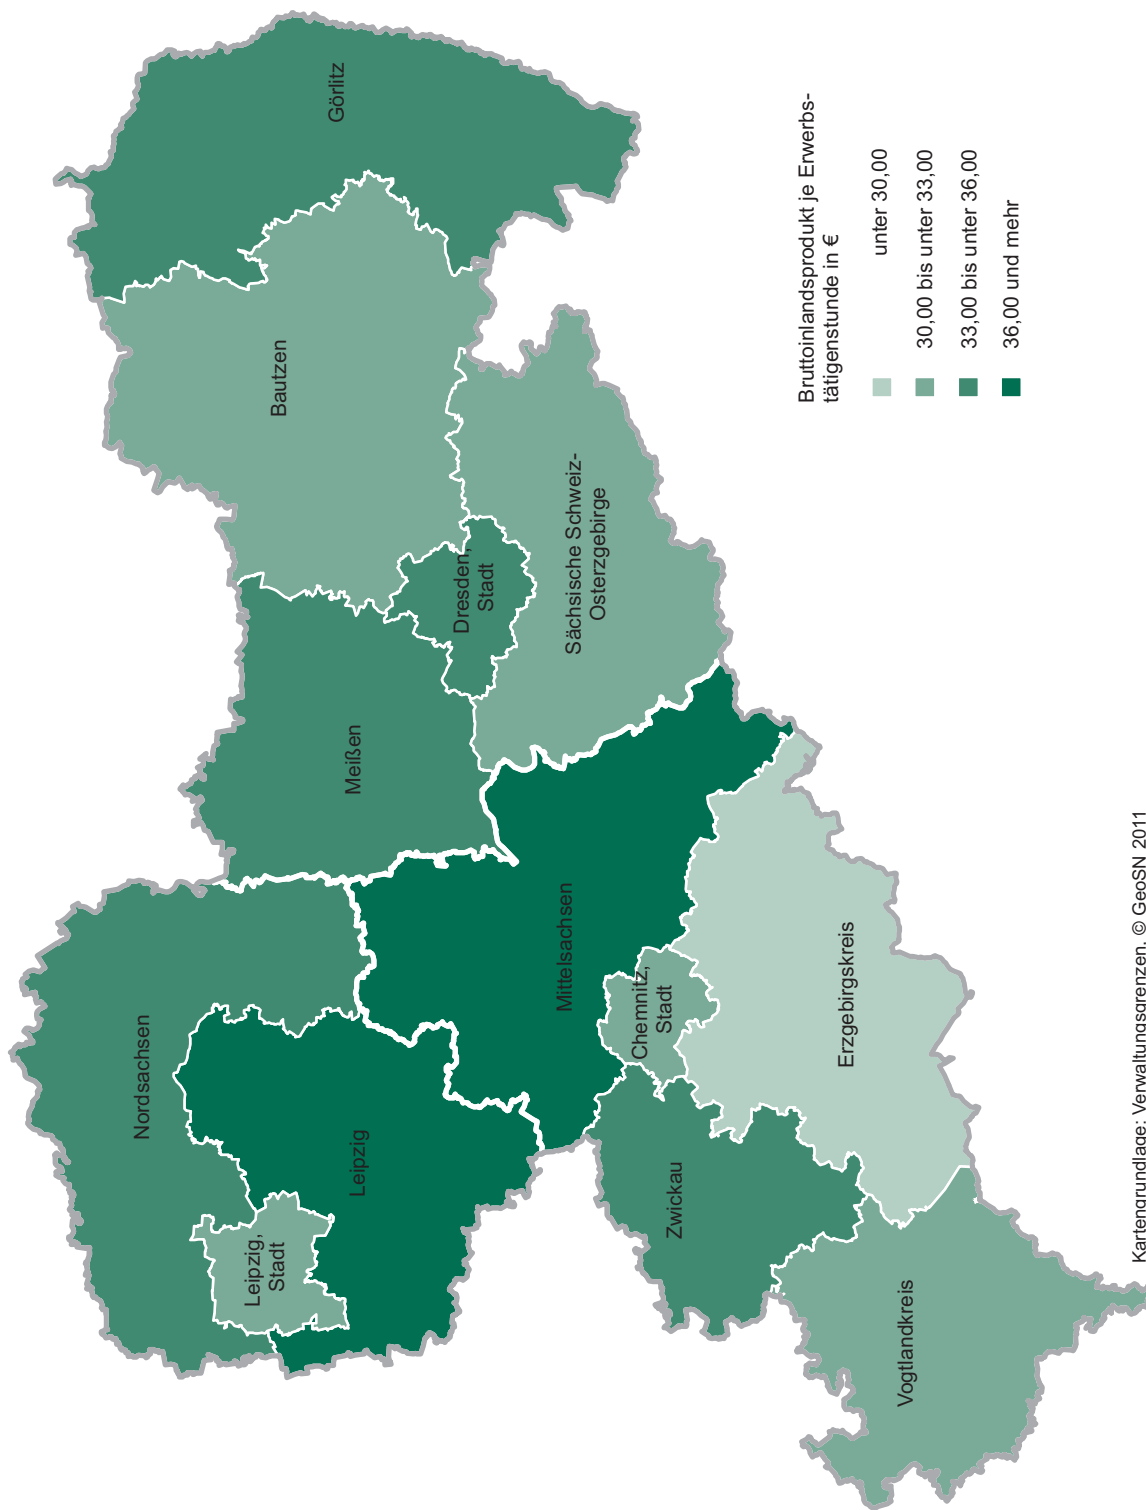 Nordsachsen
Leipzig,
Stadt
Leipzig
Meißen
Bautzen
Görlitz
Dresden,
Stadt
Sächsische Schweiz-
Osterzgebirge
Mittelsachsen
Chemnitz,
Stadt
Zwickau
Erzgebirgskreis
Vogtlandkreis
Bruttoinlandsprodukt je Erwerbs-
tätigenstunde in €
unter 30,00
30,00 bis unter 33,00
33,00 bis unter 36,00
36,00 und mehr
Kartengrundlage: Verwaltungsgrenzen, © GeoSN 2011